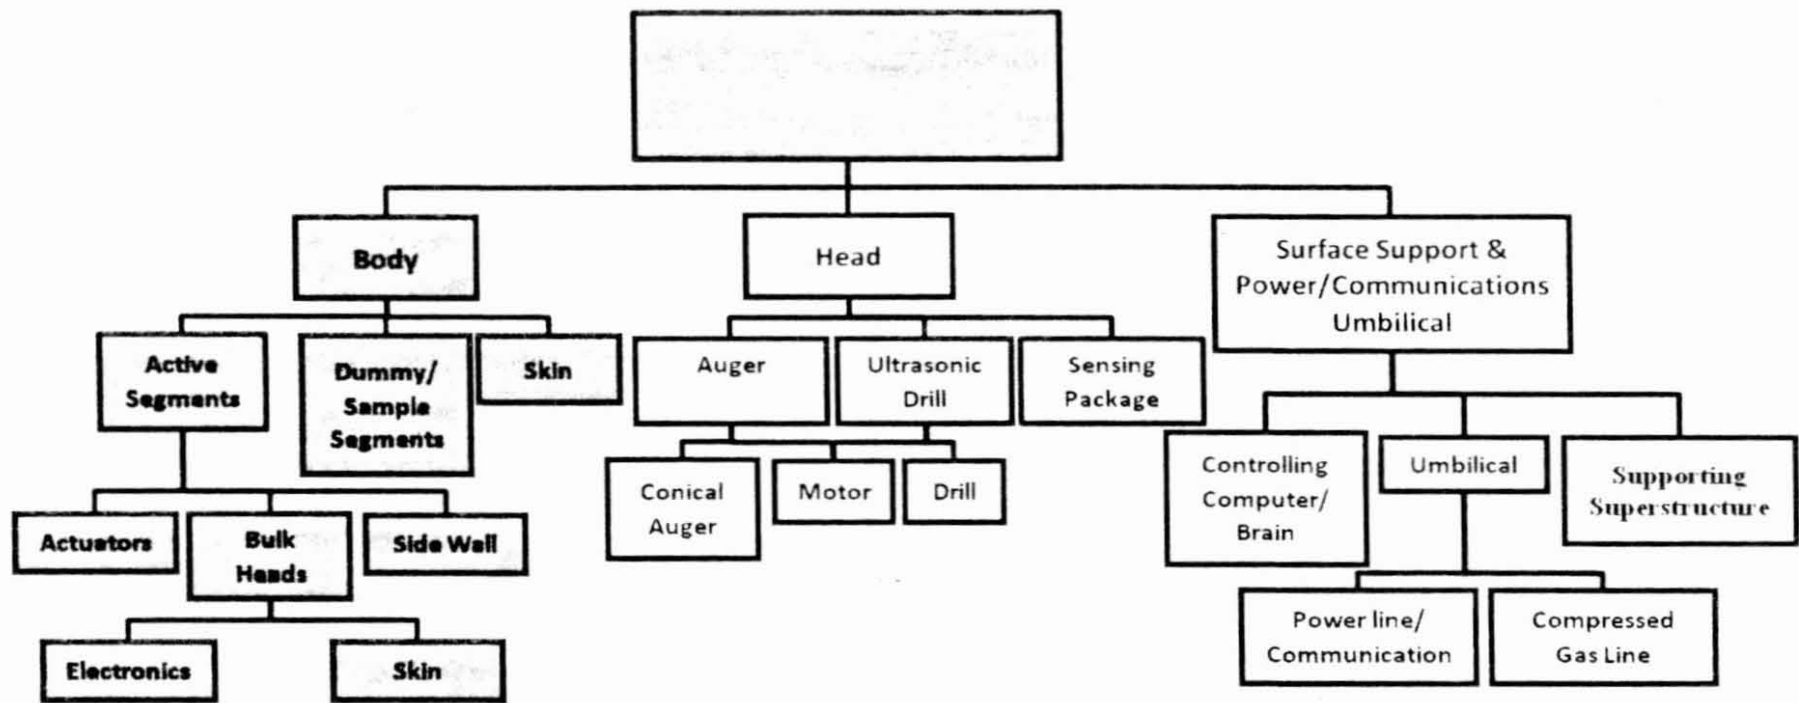 Body
Head
Surface Support &
Power/Communications
Umbilical
Active
Segments
Dummy/
Sample
Segments
Skin
Auger
Ultrasonic
Drill
Sensing
Package
Controlling
Computer/
Brain
Umbilical
Supporting
Superstructure
Conical
Auger
Motor
Drill
Actuators
Bulk
Heads
Side Wall
Power line/
Communication
Compressed
Gas Line
Electronics
Skin